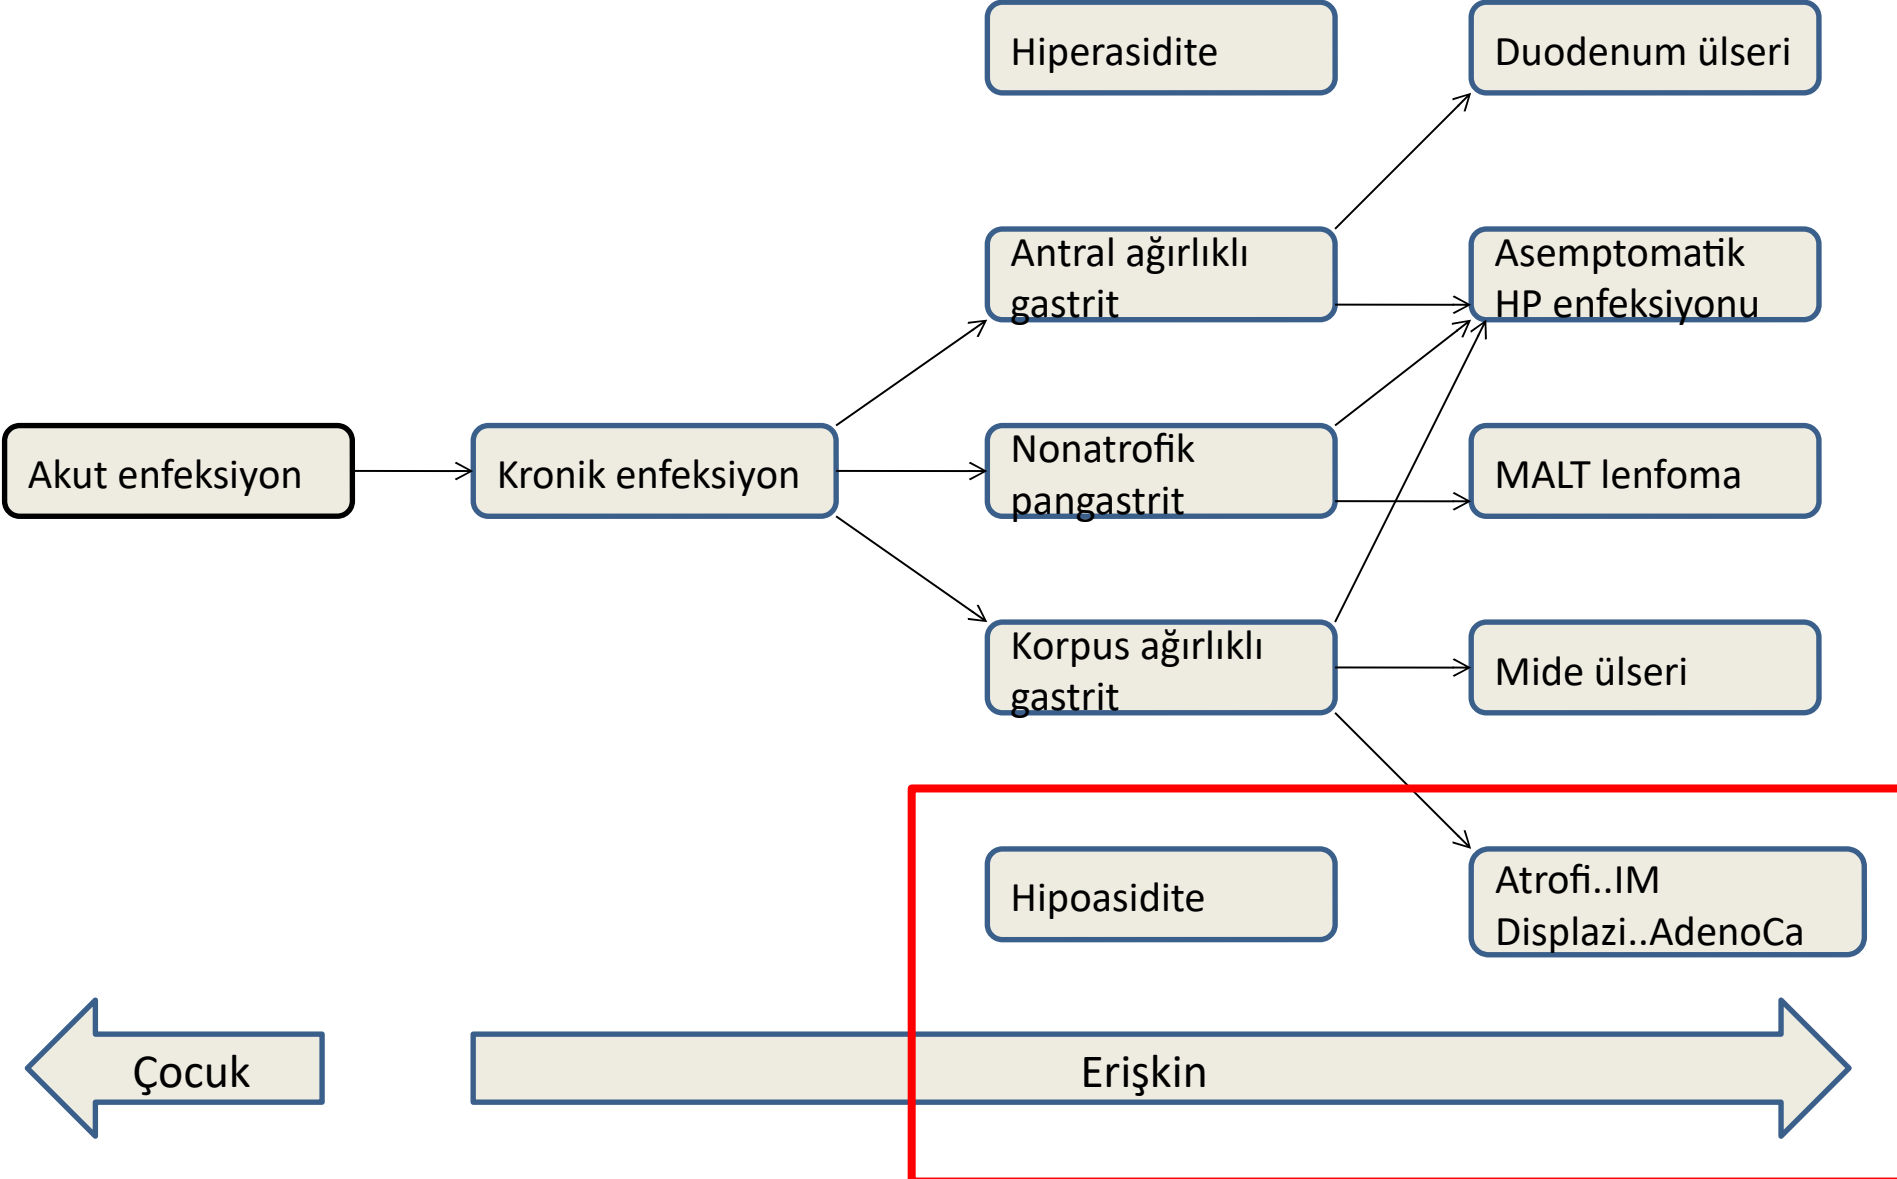 Hiperasidite
Duodenum ülseri
Antral ağırlıklı
gastrit
Asemptomatik
HP enfeksiyonu
Akut enfeksiyon
Kronik enfeksiyon
Nonatrofik
pangastrit
MALT lenfoma
Korpus ağırlıklı
gastrit
Mide ülseri
Hipoasidite
Atrofi..IM
Displazi..AdenoCa
Çocuk
Erişkin